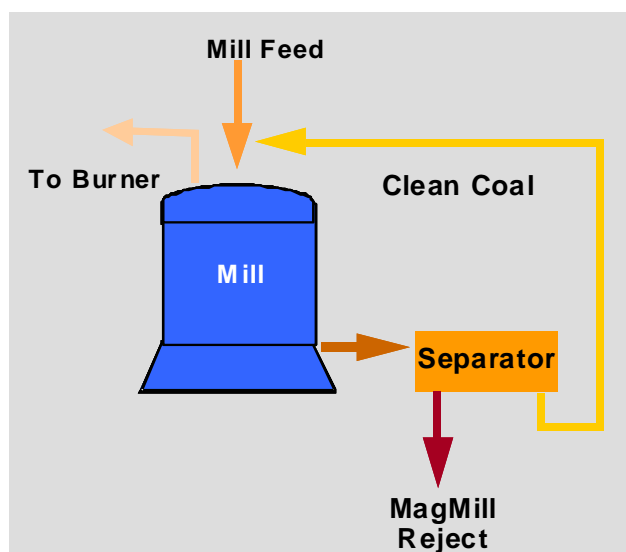 Mill Feed
To Burner
Clean Coal
Mill
Separator
MagMill
Reject